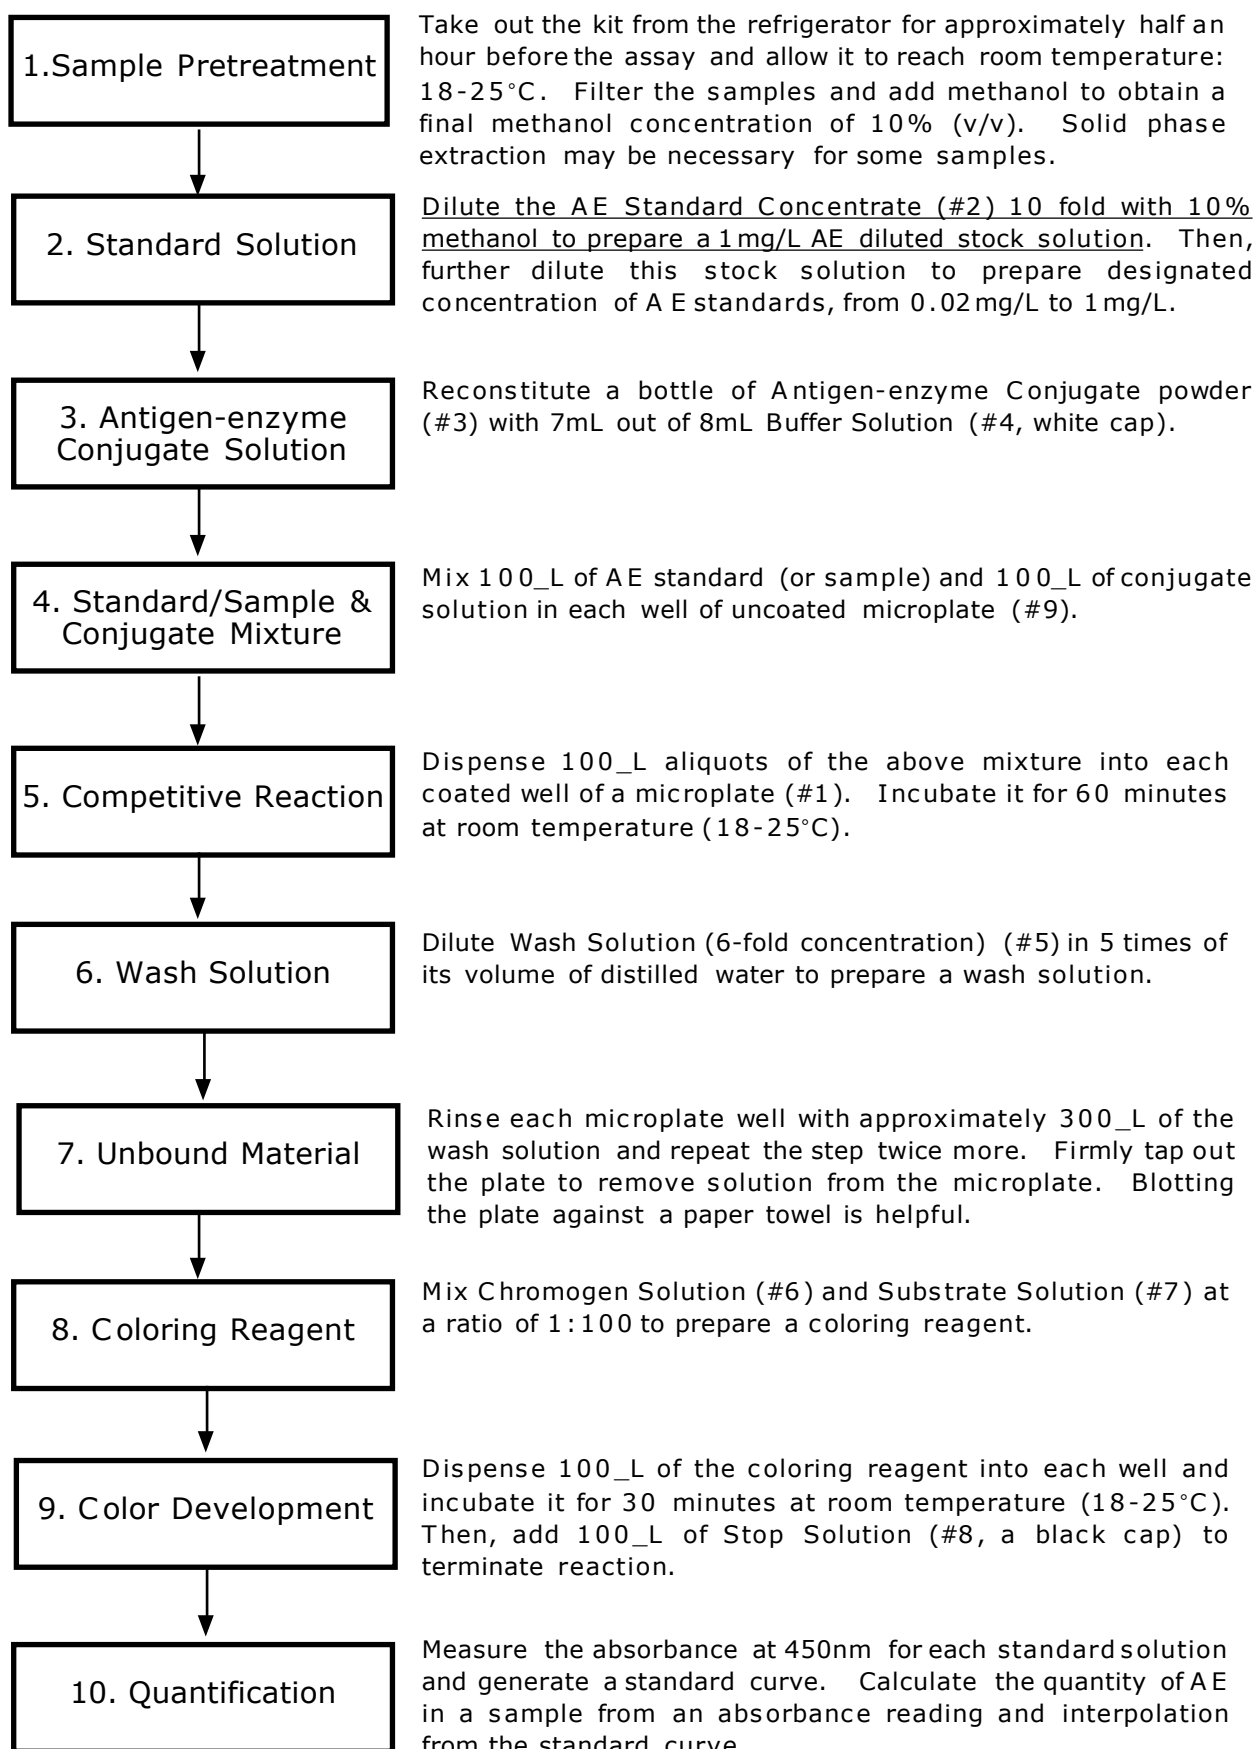 1.Sample Pretreatment
Take out the kit from the refrigerator for approximately half an
hour before the assay and allow it to reach room temperature:
18-25°C. Filter the samples and add methanol to obtain a
final methanol concentration of 10% (v/v). Solid phase
extraction may be necessary for some samples.
2. Standard Solution
Dilute the AE Standard Concentrate (#2) 10 fold with 10%
methanol to prepare a 1mg/L AE diluted stock solution. Then,
further dilute this stock solution to prepare designated
concentration of AE standards, from 0.02mg/L to 1mg/L.
3. Antigen-enzyme
Conjugate Solution
Reconstitute a bottle of Antigen-enzyme Conjugate powder
(#3) with 7mL out of 8mL Buffer Solution (#4, white cap).
4. Standard/Sample &
Conjugate Mixture
Mix 100_L of AE standard (or sample) and 100_L of conjugate
solution in each well of uncoated microplate (#9).
5. Competitive Reaction
Dispense 100_L aliquots of the above mixture into each
coated well of a microplate (#1). Incubate it for 60 minutes
at room temperature (18-25°C).
6. Wash Solution
Dilute Wash Solution (6-fold concentration) (#5) in 5 times of
its volume of distilled water to prepare a wash solution.
7. Unbound Material
Rinse each microplate well with approximately 300_L of the
wash solution and repeat the step twice more. Firmly tap out
the plate to remove solution from the microplate. Blotting
the plate against a paper towel is helpful.
8. Coloring Reagent
Mix Chromogen Solution (#6) and Substrate Solution (#7) at
a ratio of 1:100 to prepare a coloring reagent.
9. Color Development
Dispense 100_L of the coloring reagent into each well and
incubate it for 30 minutes at room temperature (18-25°C).
Then, add 100_L of Stop Solution (#8, a black cap) to
terminate reaction.
10. Quantification
Measure the absorbance at 450nm for each standard solution
and generate a standard curve. Calculate the quantity of AE
in a sample from an absorbance reading and interpolation
from the standard curve